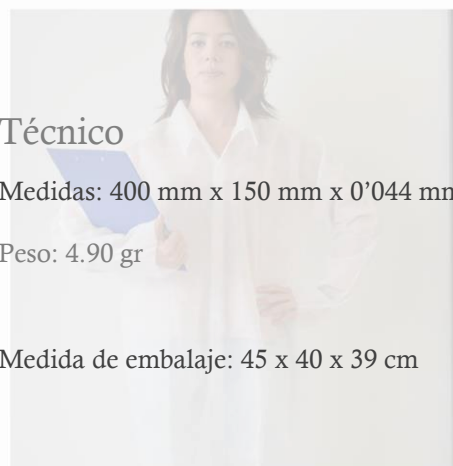 Técnico
Medidas: 400 mm x 150 mm x 0’044 mm
Peso: 4.90 gr
Medida de embalaje: 45 x 40 x 39 cm